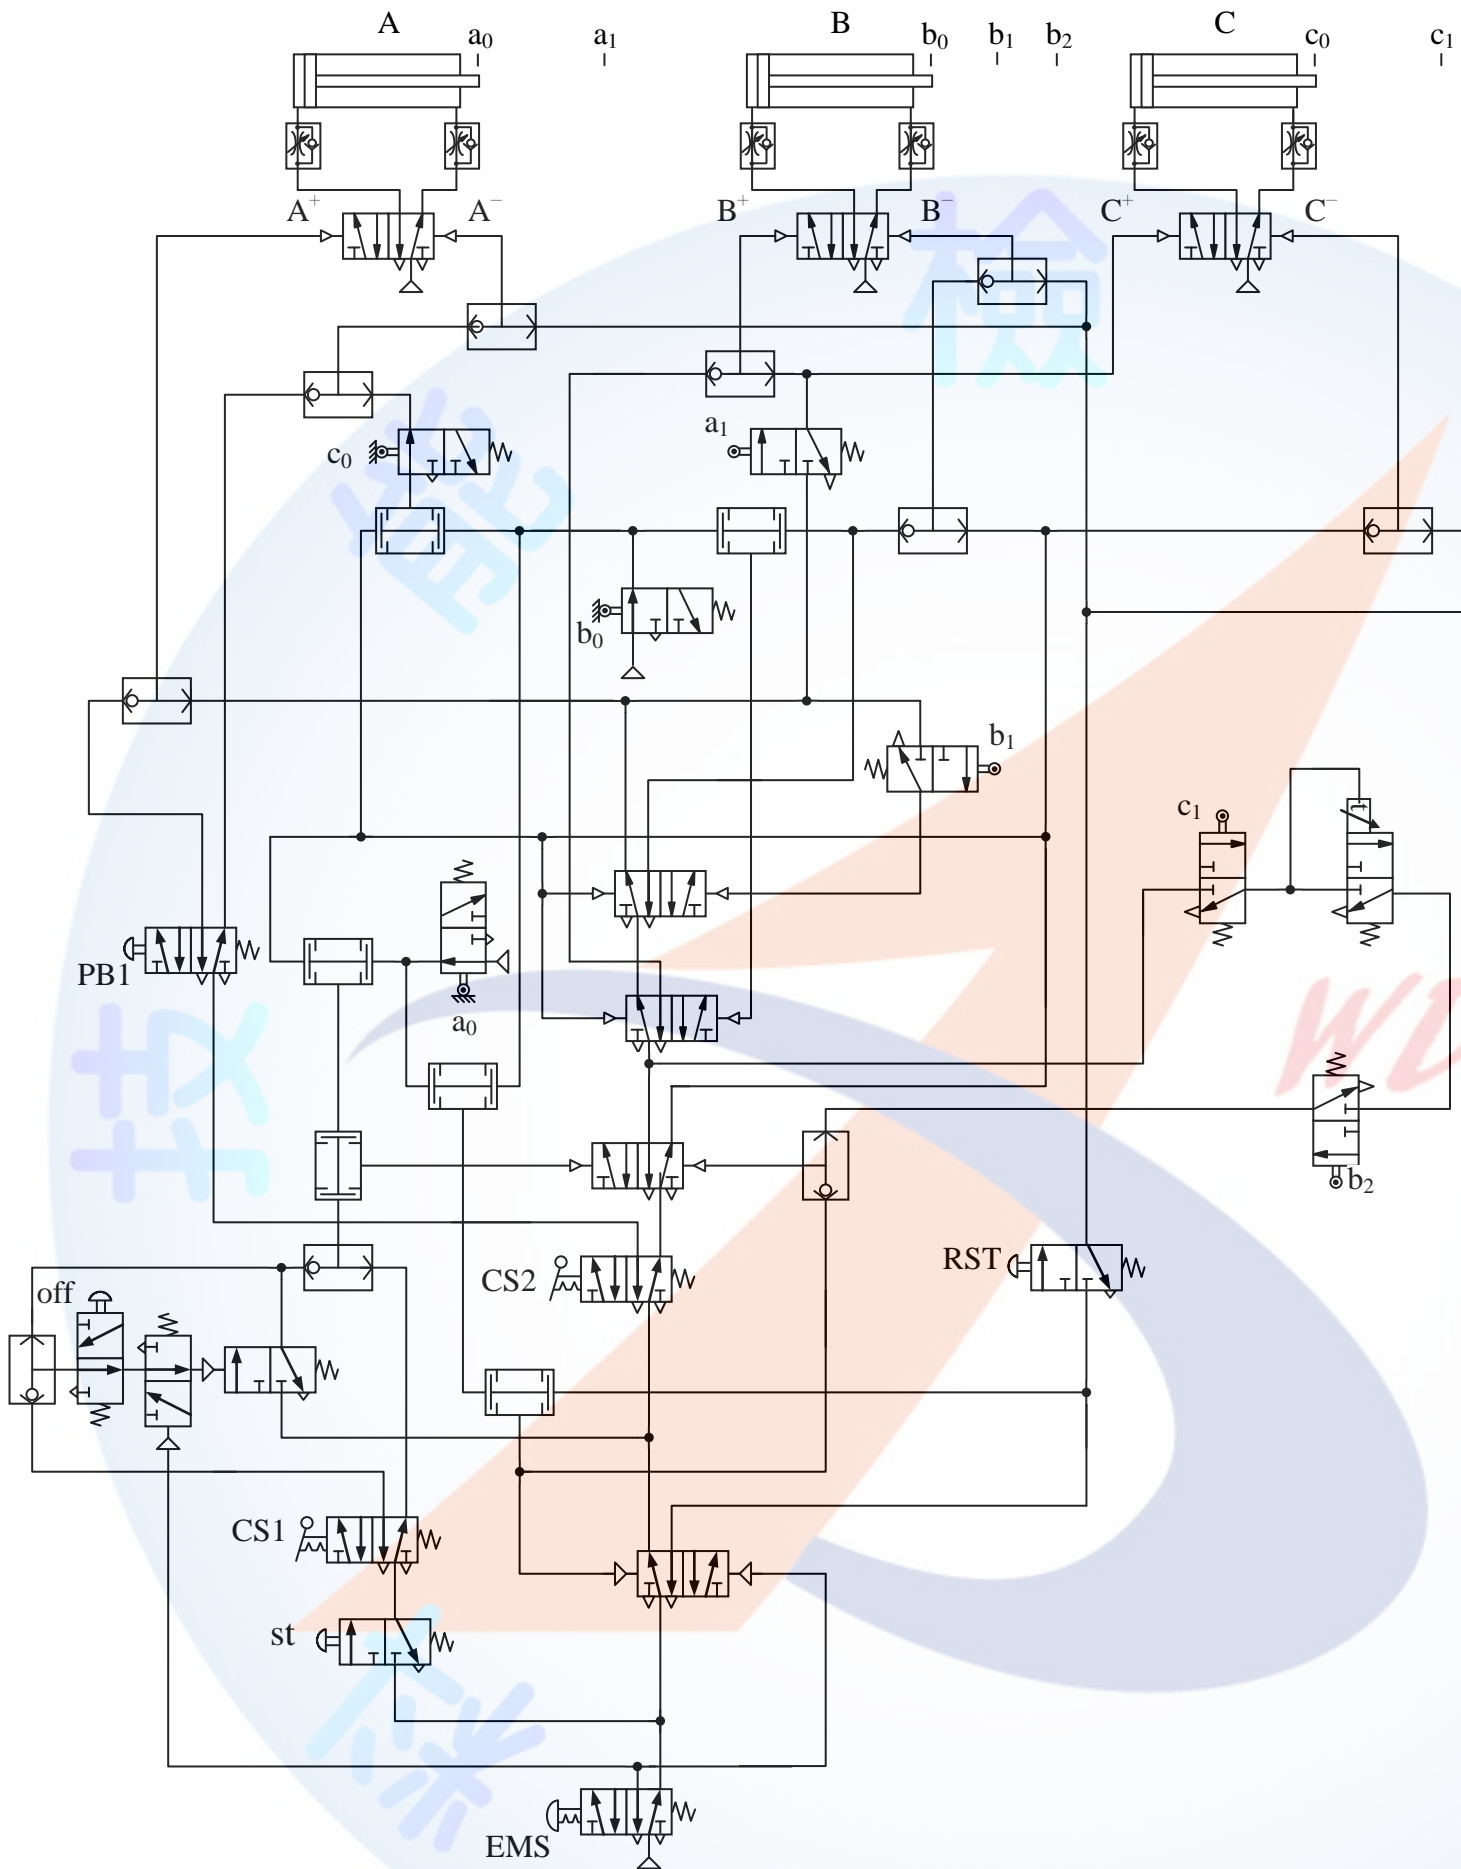 A
a₀
a₁
B
b₀
b₁
b₂
C
c₀
c₁
A⁺
A⁻
B⁺
B⁻
C⁺
C⁻
a₁
c₀
b₀
b₁
c₁
t
PB1
a₀
b₂
CS2
RST
off
CS1
st
EMS